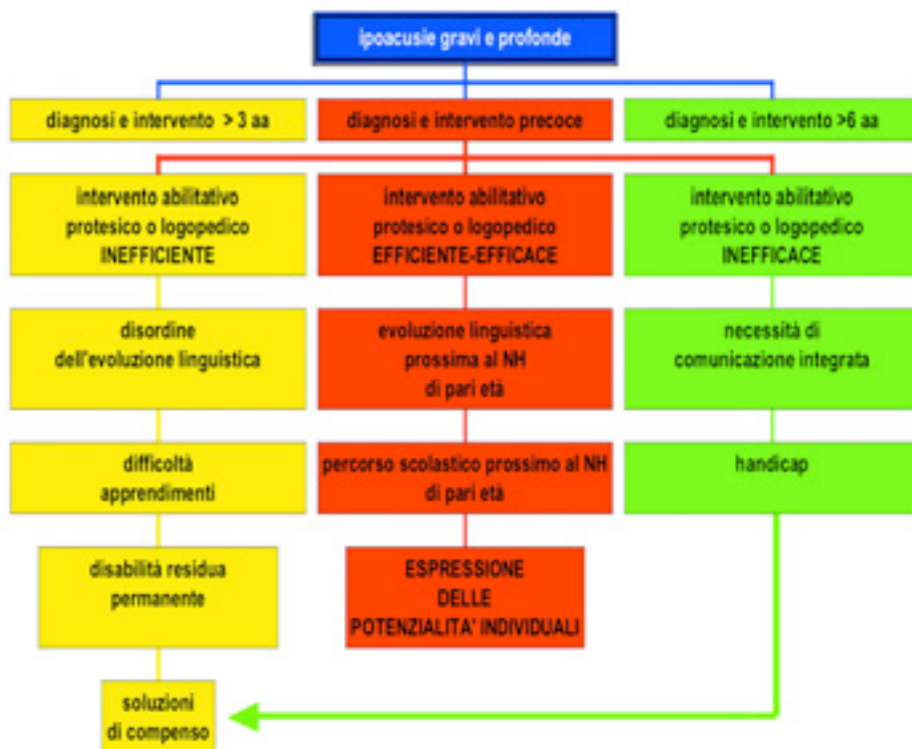 ipoacusie gravi e profonde
diagnosi e intervento > 3 aa
diagnosi e intervento precoce
diagnosi e intervento >6 aa
intervento abilitativo
protesico o logopedico
INEFFICIENTE
intervento abilitativo
protesico o logopedico
EFFICIENTE-EFFICACE
intervento abilitativo
protesico o logopedico
INEFFICACE
disordine
dell'evoluzione linguistica
evoluzione linguistica
prossima al NH
di pari età
necessità di
comunicazione integrata
difficoltà
apprendimenti
percorso scolastico prossimo al NH
di pari età
handicap
disabilità residua
permanente
ESPRESSIONE
DELLE
POTENZIALITA' INDIVIDUALI
soluzioni
di compenso